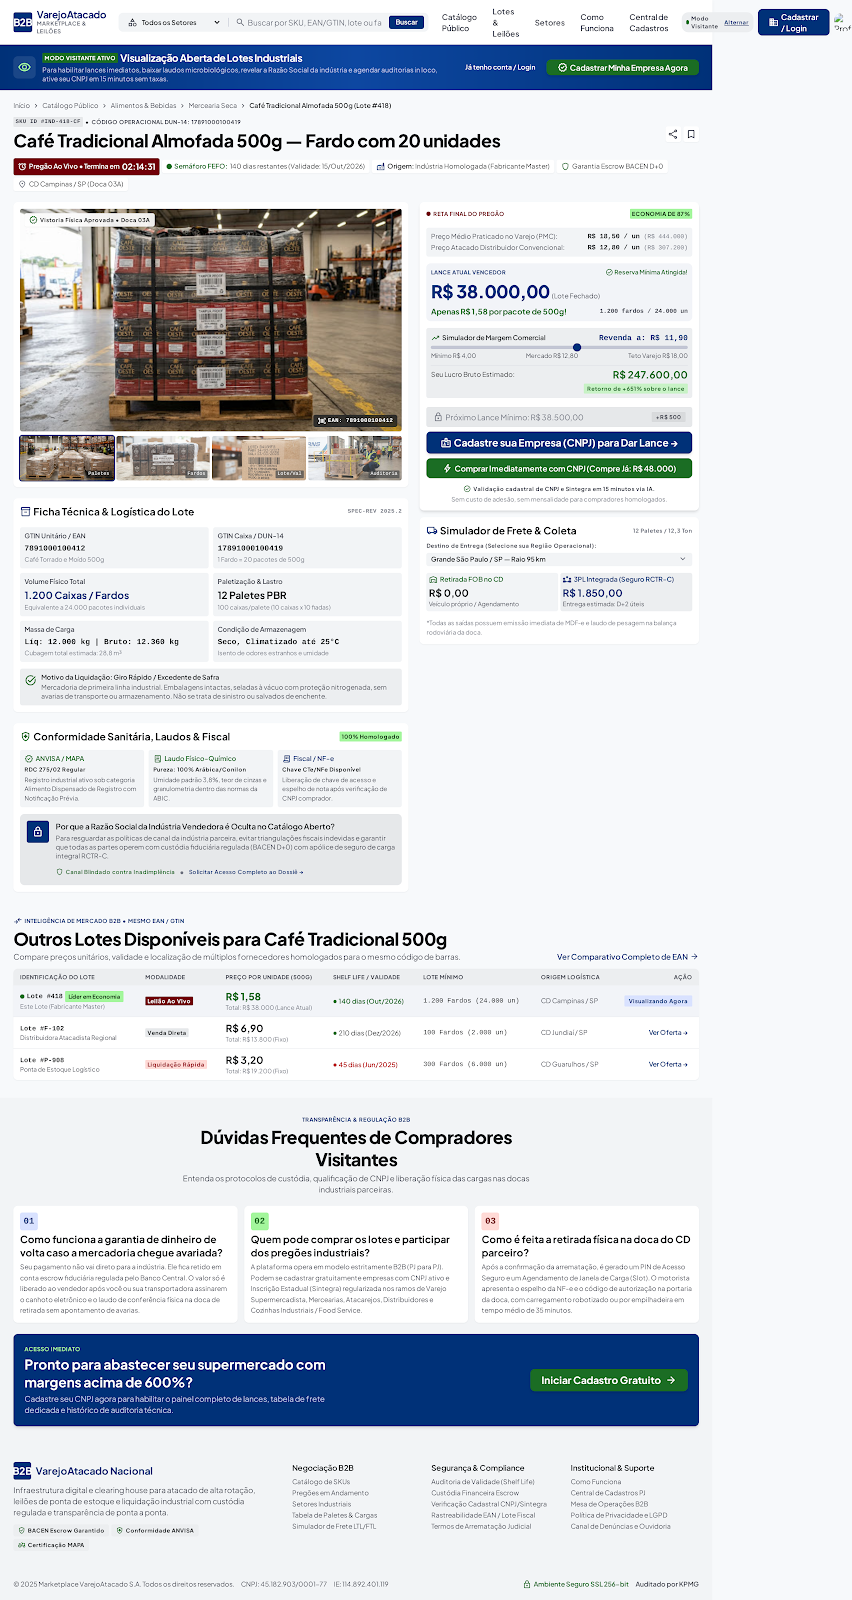 B2B VarejoAtacado
MARKETPLACE & LEILÕES
Todos os Setores
Buscar por SKU, EAN/GTIN, lote ou fa
Buscar
Catálogo Público
Lotes & Leilões
Setores
Como Funciona
Central de Cadastros
Modo Visitante
Alternar
Cadastrar / Login
MODO VISITANTE ATIVO Visualização Aberta de Lotes Industriais
Para habilitar lances imediatos, baixar laudos microbiológicos, revelar a Razão Social da indústria e agendar auditorias in loco, ative seu CNPJ em 15 minutos sem taxas.
Já tenho conta / Login
Cadastrar Minha Empresa Agora
Início > Catálogo Público > Alimentos & Bebidas > Mercearia Seca > Café Tradicional Almofada 500g (Lote #418)
SKU ID #IND-418-CF • CÓDIGO OPERACIONAL DUN-14: 17891000100419
Café Tradicional Almofada 500g — Fardo com 20 unidades
Pregão Ao Vivo • Termina em 02:14:31
Semáforo FEFO: 140 dias restantes (Validade: 15/Out/2026)
Origem: Indústria Homologada (Fabricante Master)
Garantia Escrow BACEN D+0
CD Campinas / SP (Doca 03A)
Vistoria Física Aprovada • Doca 03A
EAN: 7891000100412
Paletes
Fardos
Lote/Val
Auditoria
RETA FINAL DO PREGÃO
ECONOMIA DE 87%
Preço Médio Praticado no Varejo (PMC): R$ 18,50 / un (R$ 444.000)
Preço Atacado Distribuidor Convencional: R$ 12,80 / un (R$ 307.200)
LANCE ATUAL VENCEDOR
Reserva Mínima Atingida!
R$ 38.000,00 (Lote Fechado)
Apenas R$ 1,58 por pacote de 500g!
1.200 fardos / 24.000 un
Simulador de Margem Comercial
Revenda a: R$ 11,90
Mínimo R$ 4,00
Mercado R$ 12,80
Teto Varejo R$ 18,00
Seu Lucro Bruto Estimado:
R$ 247.600,00
Retorno de +651% sobre o lance
Próximo Lance Mínimo: R$ 38.500,00
+R$ 500
Cadastre sua Empresa (CNPJ) para Dar Lance →
Comprar Imediatamente com CNPJ (Compre Já: R$ 48.000)
Validação cadastral de CNPJ e Sintegra em 15 minutos via IA.
Sem custo de adesão, sem mensalidade para compradores homologados.
Ficha Técnica & Logística do Lote
SPEC-REV 2025.2
GTIN Unitário / EAN
7891000100412
Café Torrado e Moído 500g
GTIN Caixa / DUN-14
17891000100419
1 Fardo = 20 pacotes de 500g
Volume Físico Total
1.200 Caixas / Fardos
Equivalente a 24.000 pacotes individuais
Paletização & Lastro
12 Paletes PBR
100 caixas/palete (10 caixas x 10 fiadas)
Massa de Carga
Líq: 12.000 kg | Bruto: 12.360 kg
Cubagem total estimada: 28,8 m³
Condição de Armazenagem
Seco, Climatizado até 25°C
Isento de odores estranhos e umidade
Motivo da Liquidação: Giro Rápido / Excedente de Safra
Mercadoria de primeira linha industrial. Embalagens intactas, seladas à vácuo com proteção nitrogenada, sem avarias de transporte ou armazenamento. Não se trata de sinistro ou salvados de enchente.
Simulador de Frete & Coleta
12 Paletes / 12,3 Ton
Destino de Entrega (Selecione sua Região Operacional):
Grande São Paulo / SP — Raio 95 km
Retirada FOB no CD
R$ 0,00
Veículo próprio / Agendamento
3PL Integrada (Seguro RCTR-C)
R$ 1.850,00
Entrega estimada: D+2 úteis
*Todas as saídas possuem emissão imediata de MDF-e e laudo de pesagem na balança rodoviária da doca.
Conformidade Sanitária, Laudos & Fiscal
100% Homologado
ANVISA / MAPA
RDC 275/02 Regular
Registro industrial ativo sob categoria Alimento Dispensado de Registro com Notificação Prévia.
Laudo Físico-Químico
Pureza: 100% Arábica/Conilon
Umidade padrão 3,8%, teor de cinzas e granulometria dentro das normas da ABIC.
Fiscal / NF-e
Chave CTe/NFe Disponível
Liberação de chave de acesso e espelho de nota após verificação de CNPJ comprador.
Por que a Razão Social da Indústria Vendedora é Oculta no Catálogo Aberto?
Para resguardar as políticas de canal da indústria parceira, evitar triangulações fiscais indevidas e garantir que todas as partes operem com custódia fiduciária regulada (BACEN D+0) com apólice de seguro de carga integral RCTR-C.
Canal Blindado contra Inadimplência • Solicitar Acesso Completo ao Dossiê →
INTELIGÊNCIA DE MERCADO B2B • MESMO EAN / GTIN
Outros Lotes Disponíveis para Café Tradicional 500g
Compare preços unitários, validade e localização de múltiplos fornecedores homologados para o mesmo código de barras.
Ver Comparativo Completo de EAN →
IDENTIFICAÇÃO DO LOTE MODALIDADE PREÇO POR UNIDADE (500G) SHELF LIFE / VALIDADE LOTE MÍNIMO ORIGEM LOGÍSTICA AÇÃO
Lote #418 Líder em Economia
Este Lote (Fabricante Master)
Leilão Ao Vivo
R$ 1,58
Total: R$ 38.000 (Lance Atual)
140 dias (Out/2026)
1.200 Fardos (24.000 un)
CD Campinas / SP
Visualizando Agora
Lote #F-102
Distribuidora Atacadista Regional
Venda Direta
R$ 6,90
Total: R$ 13.800 (Fixo)
210 dias (Dez/2026)
100 Fardos (2.000 un)
CD Jundiaí / SP
Ver Oferta →
Lote #P-908
Ponta de Estoque Logístico
Liquidação Rápida
R$ 3,20
Total: R$ 19.200 (Fixo)
45 dias (Jun/2025)
300 Fardos (6.000 un)
CD Guarulhos / SP
Ver Oferta →
TRANSPARÊNCIA & REGULAÇÃO B2B
Dúvidas Frequentes de Compradores
Visitantes
Entenda os protocolos de custódia, qualificação de CNPJ e liberação física das cargas nas docas
industriais parceiras.
01
Como funciona a garantia de dinheiro de volta caso a mercadoria chegue avariada?
Seu pagamento não vai direto para a indústria. Ele fica retido em conta escrow fiduciária regulada pelo Banco Central. O valor só é liberado ao vendedor após você ou sua transportadora assinarem o canhoto eletrônico e o laudo de conferência física na doca de retirada sem apontamento de avarias.
02
Quem pode comprar os lotes e participar dos pregões industriais?
A plataforma opera em modelo estritamente B2B (PJ para PJ). Podem se cadastrar gratuitamente empresas com CNPJ ativo e Inscrição Estadual (Sintegra) regularizada nos ramos de Varejo Supermercadista, Mercearias, Atacarejos, Distribuidores e Cozinhas Industriais / Food Service.
03
Como é feita a retirada física na doca do CD parceiro?
Após a confirmação da arrematação, é gerado um PIN de Acesso Seguro e um Agendamento de Janela de Carga (Slot). O motorista apresenta o espelho da NF-e e o código de autorização na portaria da doca, com carregamento robotizado ou por empilhadeira em tempo médio de 35 minutos.
ACESSO IMEDIATO
Pronto para abastecer seu supermercado com
margens acima de 600%?
Cadastre seu CNPJ agora para habilitar o painel completo de lances, tabela de frete
dedicada e histórico de auditoria técnica.
Iniciar Cadastro Gratuito →
B2B VarejoAtacado Nacional
Infraestrutura digital e clearing house para atacado de alta rotação, leilões de ponta de estoque e liquidação industrial com custódia regulada e transparência de ponta a ponta.
BACEN Escrow Garantido
Conformidade ANVISA
Certificação MAPA
Negociação B2B
Catálogo de SKUs
Pregões em Andamento
Setores Industriais
Tabela de Paletes & Cargas
Simulador de Frete LTL/FTL
Segurança & Compliance
Auditoria de Validade (Shelf Life)
Custódia Financeira Escrow
Verificação Cadastral CNPJ/Sintegra
Rastreabilidade EAN / Lote Fiscal
Termos de Arrematação Judicial
Institucional & Suporte
Como Funciona
Central de Cadastros PJ
Mesa de Operações B2B
Política de Privacidade e LGPD
Canal de Denúncias e Ouvidoria
© 2025 Marketplace VarejoAtacado S.A. Todos os direitos reservados. CNPJ: 45.182.903/0001-77 IE: 114.892.401.119
Ambiente Seguro SSL 256-bit
Auditado por KPMG